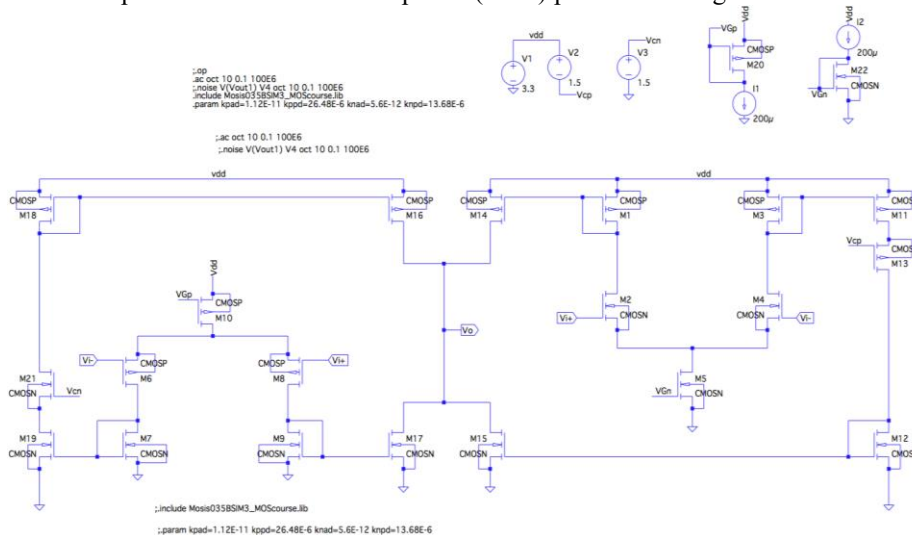 ;.op
.ac oct 10 0.1 100E6
;.noise V(Vout1) V4 oct 10 0.1 100E6
.include Mosis035BSIM3_MOScourse.lib
.param kpad=1.12E-11 kppd=26.48E-6 knad=5.6E-12 knpd=13.68E-6
;.ac oct 10 0.1 100E6
;.noise V(Vout1) V4 oct 10 0.1 100E6
vdd
V1
3.3
V2
1.5
Vcp
Vcn
V3
1.5
Vdd
VGp
CMOSP
M20
I1
200µ
Vdd
I2
200µ
M22
VGn
CMOSN
vdd
CMOSP
M18
CMOSP
M16
vdd
CMOSP
M14
CMOSP
M1
CMOSP
M3
CMOSP
M11
Vcp
CMOSP
M13
Vdd
VGp
CMOSP
M10
Vi-
CMOSP
M6
CMOSP
M8
Vi+
Vo
Vi+
M2
CMOSN
M4
CMOSN
Vi-
VGn
M5
CMOSN
M21
CMOSN
Vcn
M19
CMOSN
M7
CMOSN
M9
CMOSN
M17
CMOSN
M15
CMOSN
M12
CMOSN
;.include Mosis035BSIM3_MOScourse.lib
;.param kpad=1.12E-11 kppd=26.48E-6 knad=5.6E-12 knpd=13.68E-6